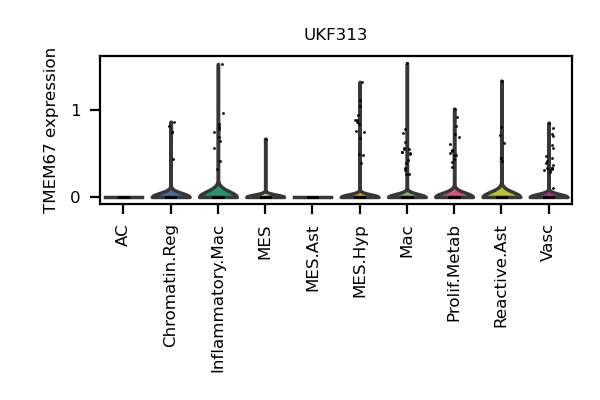 UKF313
TMEM67 expression
1
0
AC
Chromatin.Reg
Inflammatory.Mac
MES
MES.Ast
MES.Hyp
Mac
Prolif.Metab
Reactive.Ast
Vasc